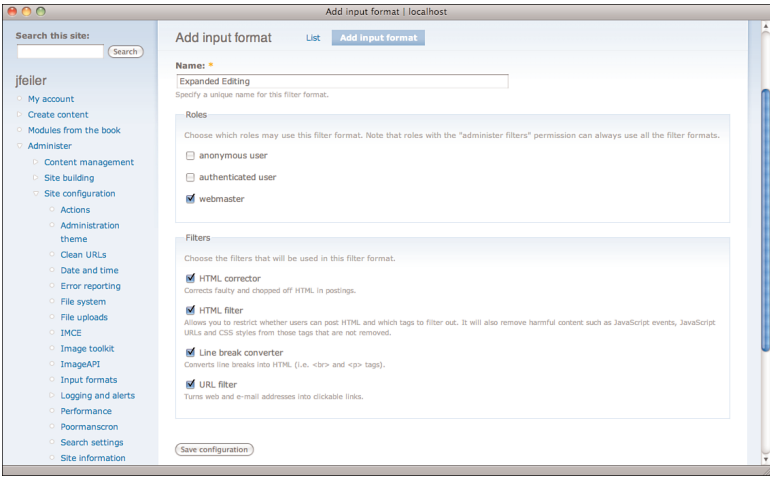 Add input format | localhost
Search this site:
Search
jfeiler
My account
Create content
Modules from the book
Administer
Content management
Site building
Site configuration
Actions
Administration
theme
Clean URLs
Date and time
Error reporting
File system
File uploads
IMCE
Image toolkit
ImageAPI
Input formats
Logging and alerts
Performance
Poormanscron
Search settings
Site information
Add input format
List
Add input format
Name: *
Expanded Editing
Specify a unique name for this filter format.
Roles
Choose which roles may use this filter format. Note that roles with the "administer filters" permission can always use all the filter formats.
anonymous user
authenticated user
webmaster
Filters
Choose the filters that will be used in this filter format.
HTML corrector
Corrects faulty and chopped off HTML in postings.
HTML filter
Allows you to restrict whether users can post HTML and which tags to filter out. It will also remove harmful content such as JavaScript events, JavaScript
URLs and CSS styles from those tags that are not removed.
Line break converter
Converts line breaks into HTML (i.e. <br> and <p> tags).
URL filter
Turns web and e-mail addresses into clickable links.
Save configuration